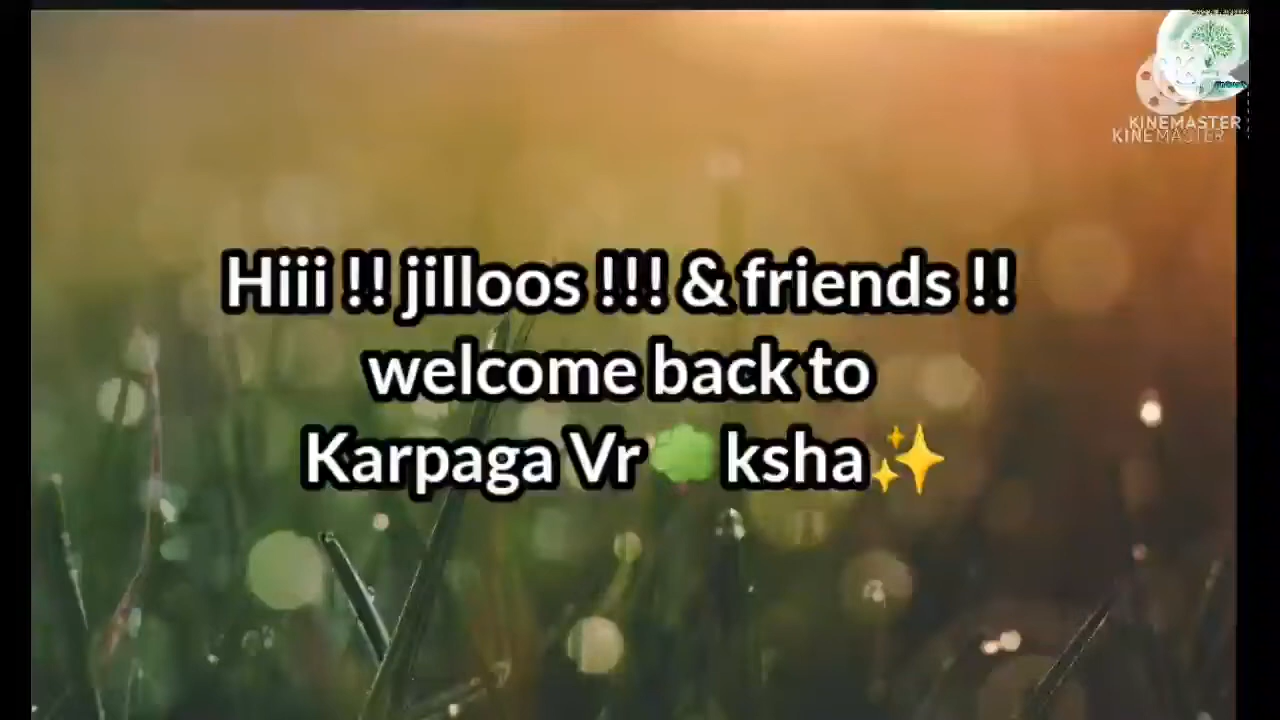 Hiii !! jilloos !!! & friends !!
welcome back to
Karpaga Vr🌳ksha✨
KINEMASTER
KINEMASTER